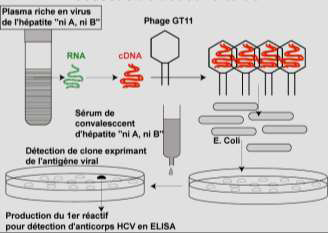 Plasma riche en virus
de l'hépatite "ni A, ni B"
Phage GT11
RNA
cDNA
Sérum de
convalescent
d'hépatite "ni A, ni B"
E. Coli
Détection de clone exprimant
de l'antigène viral
Production du 1er réactif
pour détection d'anticorps HCV en ELISA